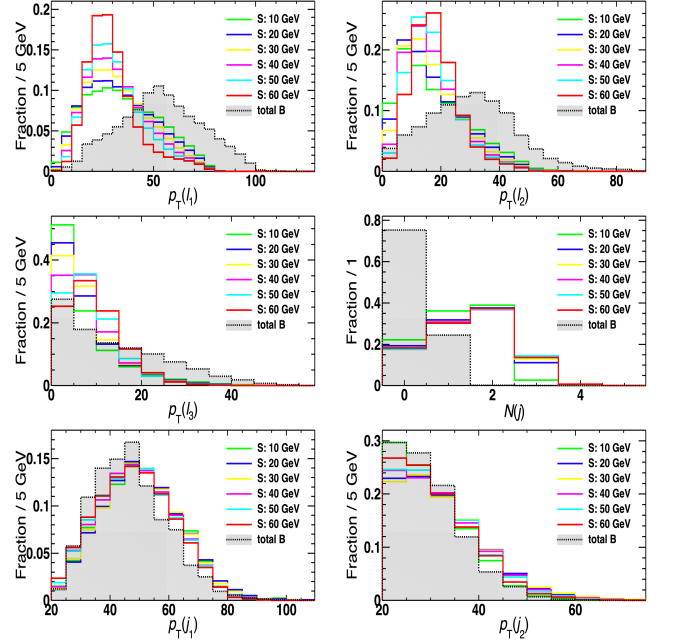 Fraction / 5 GeV
0.2
0.15
0.1
0.05
0
S: 10 GeV
S: 20 GeV
S: 30 GeV
S: 40 GeV
S: 50 GeV
S: 60 GeV
total B
50 100
p_T(l_1)
Fraction / 5 GeV
0.2
0.1
0
S: 10 GeV
S: 20 GeV
S: 30 GeV
S: 40 GeV
S: 50 GeV
S: 60 GeV
total B
0 20 40 60 80
p_T(l_2)
Fraction / 5 GeV
0.4
0.2
0
S: 10 GeV
S: 20 GeV
S: 30 GeV
S: 40 GeV
S: 50 GeV
S: 60 GeV
total B
0 20 40
p_T(l_3)
Fraction / 1
0.8
0.6
0.4
0.2
0
S: 10 GeV
S: 20 GeV
S: 30 GeV
S: 40 GeV
S: 50 GeV
S: 60 GeV
total B
0 2 4
N(j)
Fraction / 5 GeV
0.15
0.1
0.05
0
S: 10 GeV
S: 20 GeV
S: 30 GeV
S: 40 GeV
S: 50 GeV
S: 60 GeV
total B
20 40 60 80 100
p_T(j_1)
Fraction / 5 GeV
0.3
0.2
0.1
0
S: 10 GeV
S: 20 GeV
S: 30 GeV
S: 40 GeV
S: 50 GeV
S: 60 GeV
total B
20 40 60
p_T(j_2)